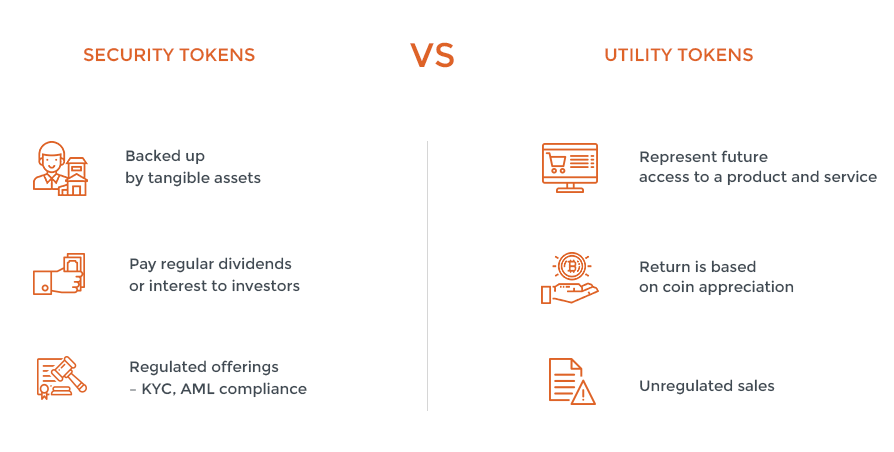 SECURITY TOKENS
VS
UTILITY TOKENS
Backed up
by tangible assets
Pay regular dividends
or interest to investors
Regulated offerings
– KYC, AML compliance
Represent future
access to a product and service
Return is based
on coin appreciation
Unregulated sales